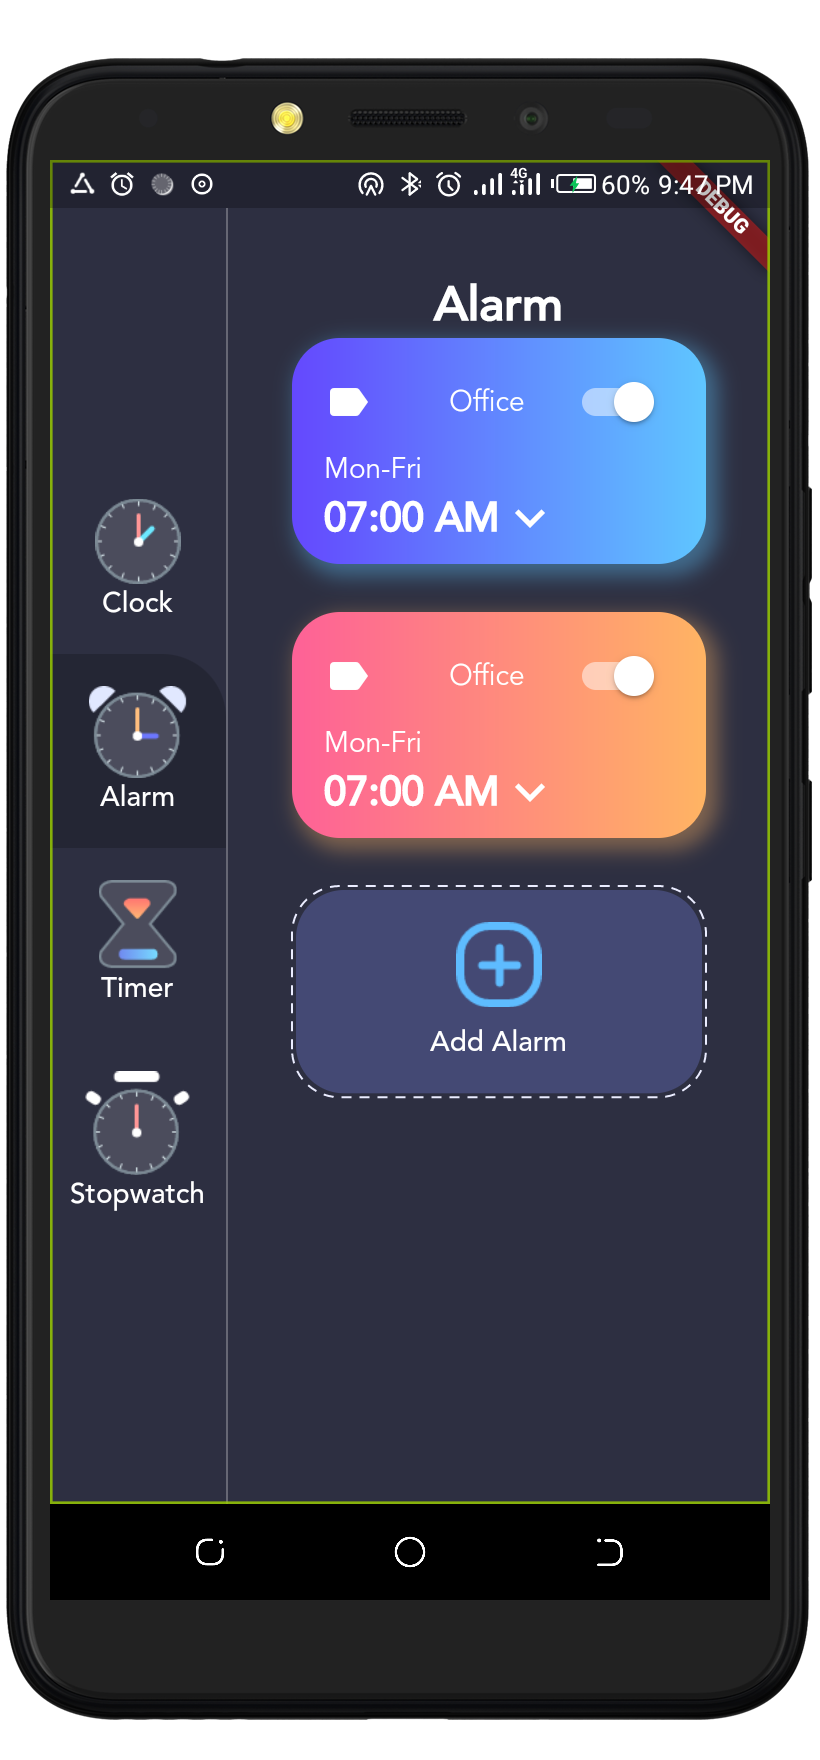 4G 60% 9:47 PM
DEBUG
Alarm
Office
Mon-Fri
07:00 AM
Office
Mon-Fri
07:00 AM
Add Alarm
Clock
Alarm
Timer
Stopwatch